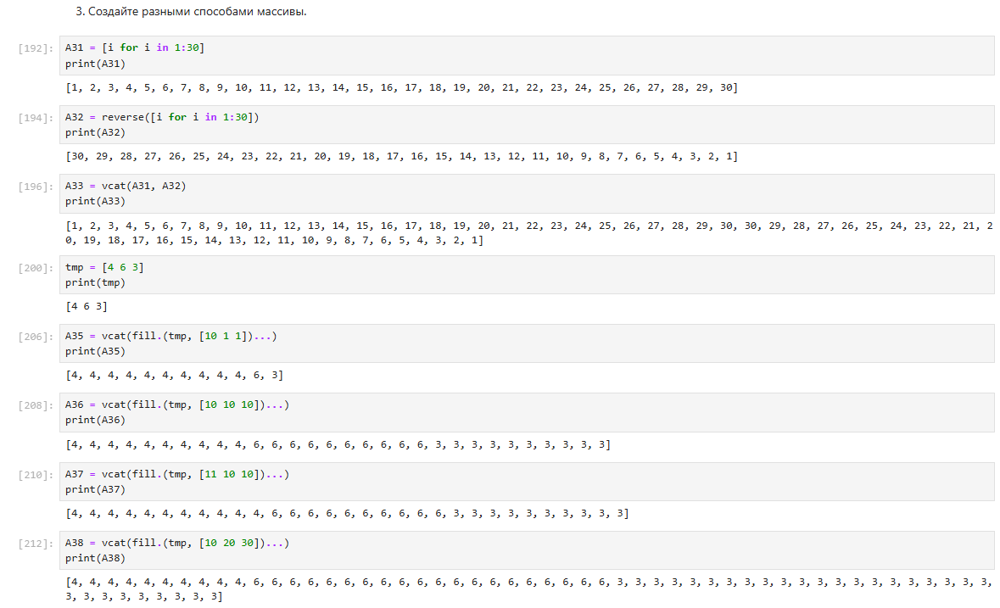 3. Создайте разными способами массивы.
[192]: A31 = [i for i in 1:30]
print(A31)
[1, 2, 3, 4, 5, 6, 7, 8, 9, 10, 11, 12, 13, 14, 15, 16, 17, 18, 19, 20, 21, 22, 23, 24, 25, 26, 27, 28, 29, 30]
[194]: A32 = reverse([i for i in 1:30])
print(A32)
[30, 29, 28, 27, 26, 25, 24, 23, 22, 21, 20, 19, 18, 17, 16, 15, 14, 13, 12, 11, 10, 9, 8, 7, 6, 5, 4, 3, 2, 1]
[196]: A33 = vcat(A31, A32)
print(A33)
[1, 2, 3, 4, 5, 6, 7, 8, 9, 10, 11, 12, 13, 14, 15, 16, 17, 18, 19, 20, 21, 22, 23, 24, 25, 26, 27, 28, 29, 30, 30, 29, 28, 27, 26, 25, 24, 23, 22, 21, 2
0, 19, 18, 17, 16, 15, 14, 13, 12, 11, 10, 9, 8, 7, 6, 5, 4, 3, 2, 1]
[200]: tmp = [4 6 3]
print(tmp)
[4 6 3]
[206]: A35 = vcat(fill.(tmp, [10 1 1])...)
print(A35)
[4, 4, 4, 4, 4, 4, 4, 4, 4, 4, 6, 3]
[208]: A36 = vcat(fill.(tmp, [10 10 10])...)
print(A36)
[4, 4, 4, 4, 4, 4, 4, 4, 4, 4, 6, 6, 6, 6, 6, 6, 6, 6, 6, 6, 3, 3, 3, 3, 3, 3, 3, 3, 3, 3]
[210]: A37 = vcat(fill.(tmp, [11 10 10])...)
print(A37)
[4, 4, 4, 4, 4, 4, 4, 4, 4, 4, 4, 6, 6, 6, 6, 6, 6, 6, 6, 6, 6, 3, 3, 3, 3, 3, 3, 3, 3, 3, 3]
[212]: A38 = vcat(fill.(tmp, [10 20 30])...)
print(A38)
[4, 4, 4, 4, 4, 4, 4, 4, 4, 4, 6, 6, 6, 6, 6, 6, 6, 6, 6, 6, 6, 6, 6, 6, 6, 6, 6, 6, 6, 6, 3, 3, 3, 3, 3, 3, 3, 3, 3, 3, 3, 3, 3, 3, 3, 3, 3, 3, 3, 3, 3,
3, 3, 3, 3, 3, 3, 3, 3, 3]